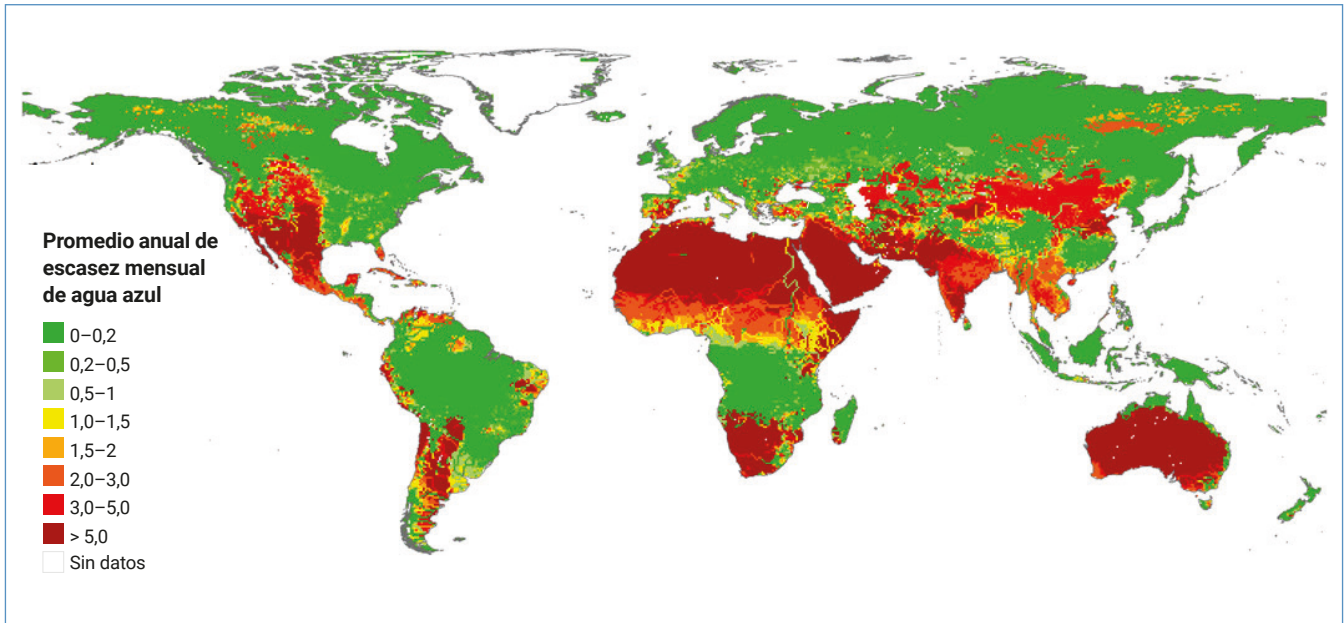 Promedio anual de
escasez mensual
de agua azul
0–0,2
0,2–0,5
0,5–1
1,0–1,5
1,5–2
2,0–3,0
3,0–5,0
> 5,0
Sin datos